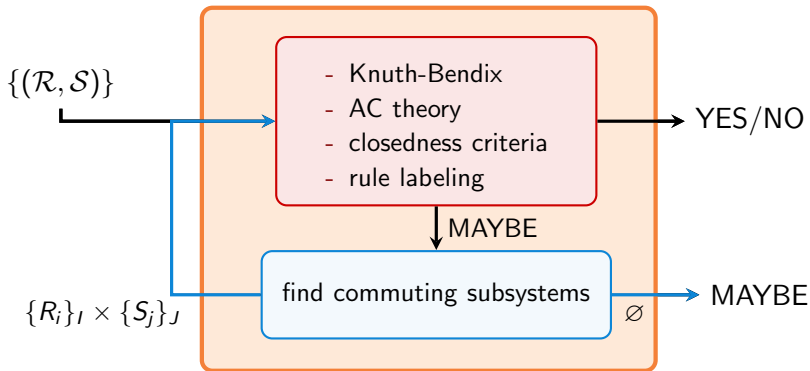 {(ℛ, 𝒮)}
- Knuth-Bendix
- AC theory
- closedness criteria
- rule labeling
YES/NO
MAYBE
find commuting subsystems
MAYBE
{R_i}_I × {S_j}_J
∅